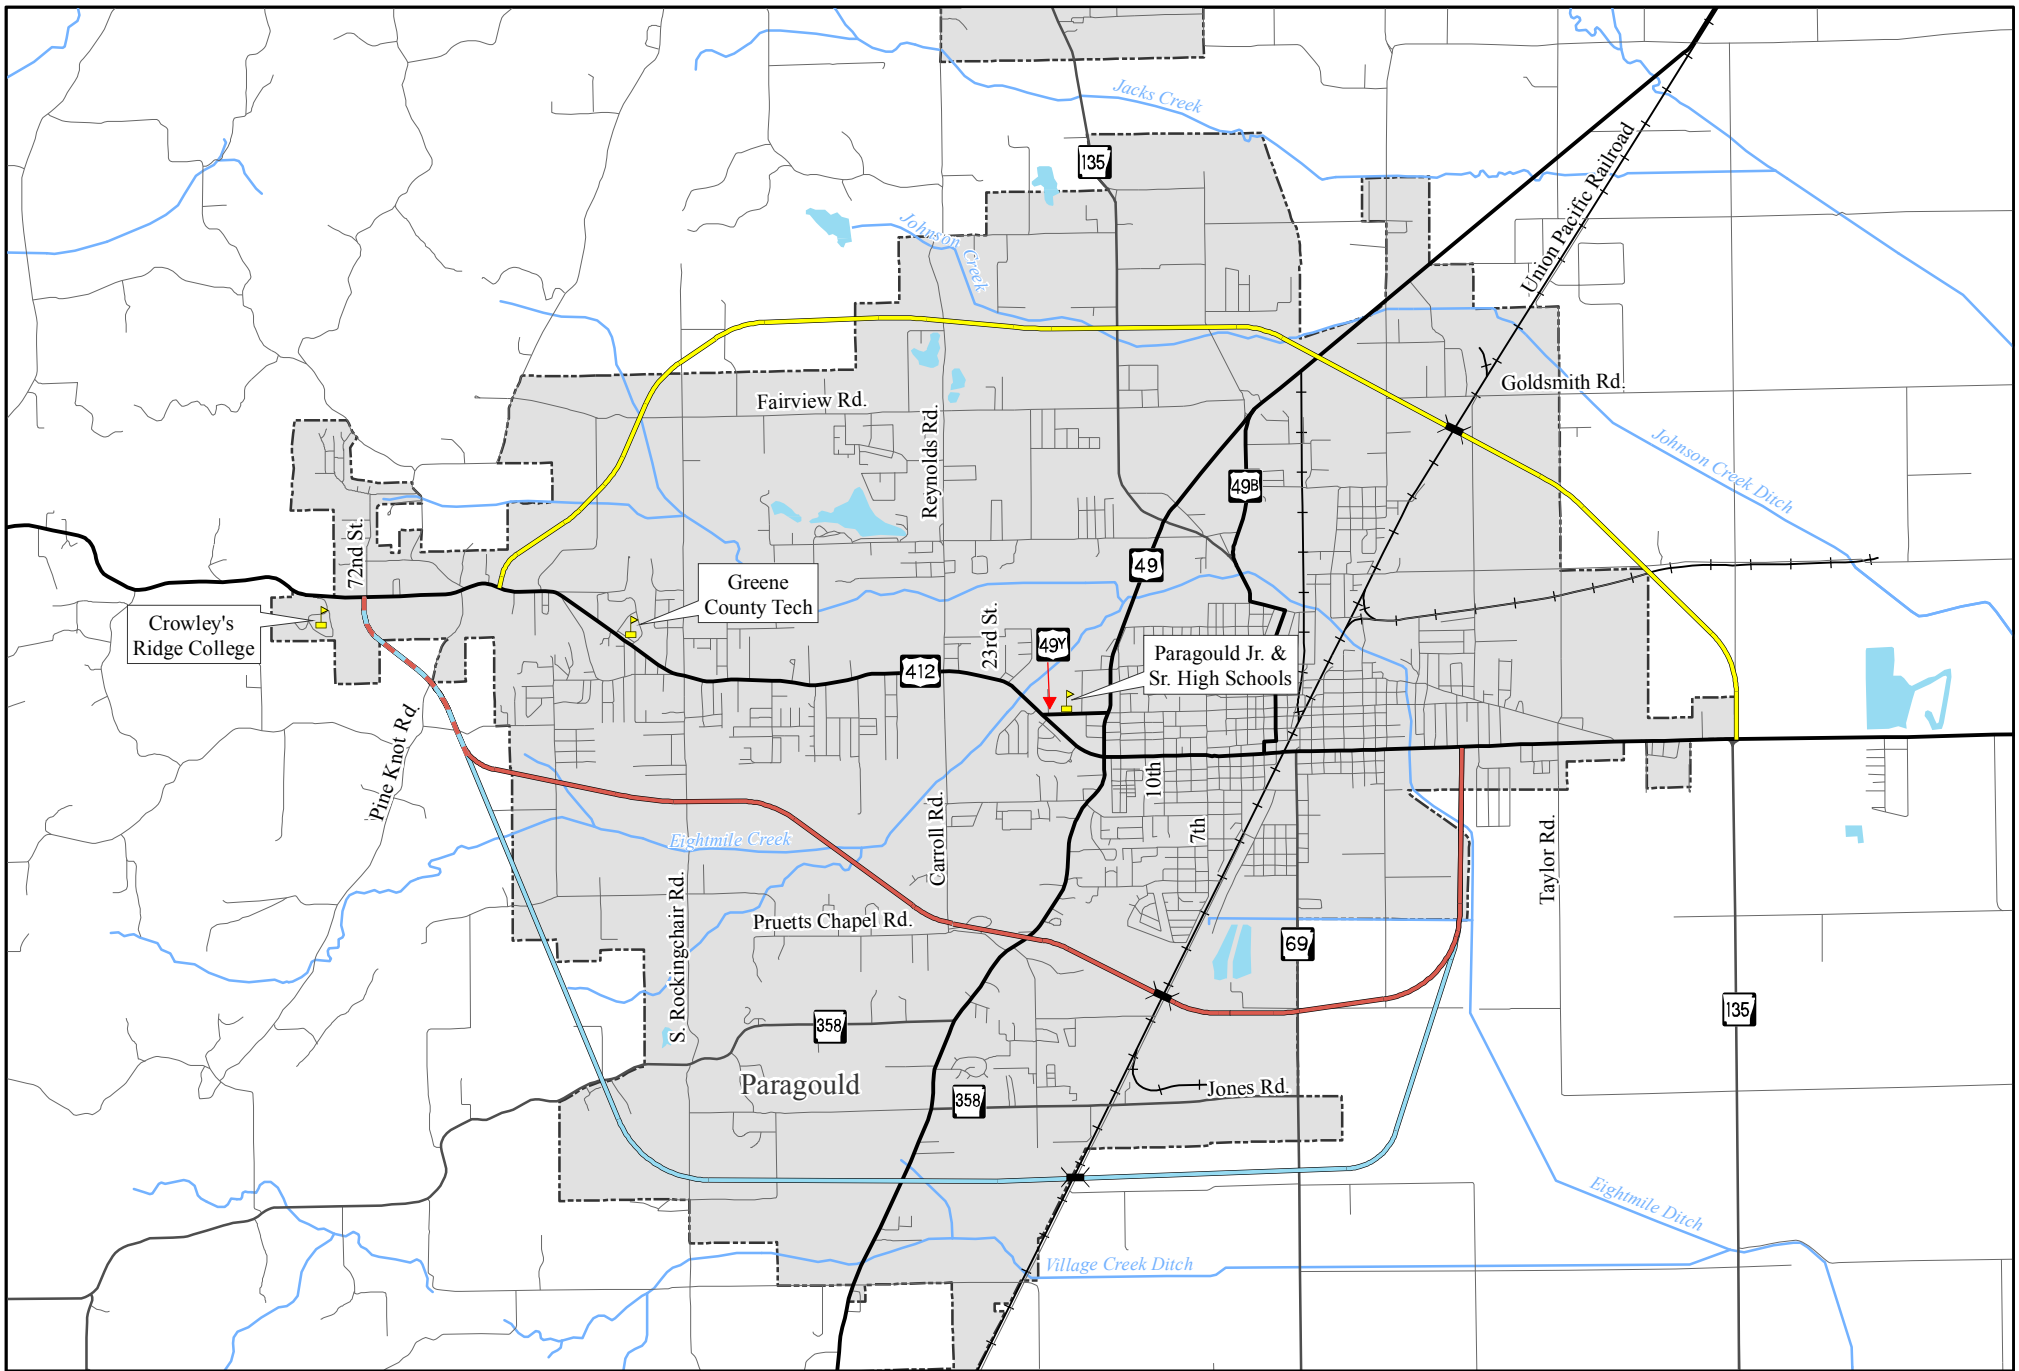 Jacks Creek
135
Union Pacific Railroad
Johnson
Creek
Goldsmith Rd.
Fairview Rd.
Reynolds Rd.
Johnson Creek Ditch
49B
72nd St.
49
Greene
County Tech
Crowley's
Ridge College
23rd St.
49Y
Paragould Jr. &
Sr. High Schools
412
Pine Knot Rd.
10th
7th
Eightmile Creek
Carroll Rd.
Taylor Rd.
S. Rockingchair Rd.
Pruetts Chapel Rd.
69
135
358
Paragould
358
Jones Rd.
Eightmile Ditch
Village Creek Ditch